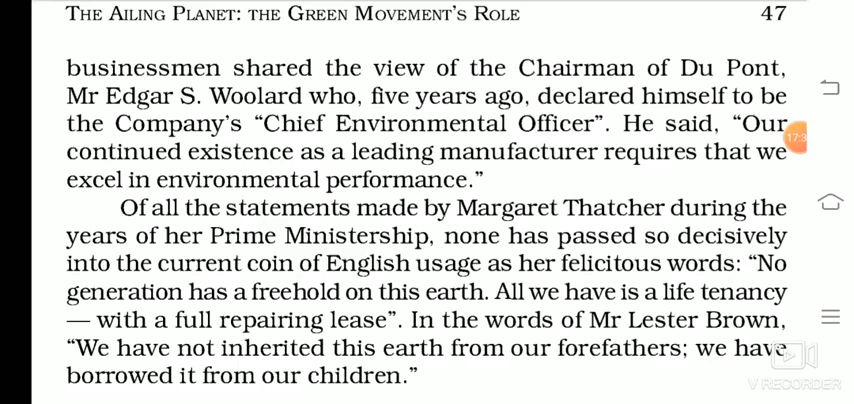 THE AILING PLANET: THE GREEN MOVEMENT'S ROLE 47
businessmen shared the view of the Chairman of Du Pont,
Mr Edgar S. Woolard who, five years ago, declared himself to be
the Company's “Chief Environmental Officer”. He said, “Our
17:3
continued existence as a leading manufacturer requires that we
excel in environmental performance.”
Of all the statements made by Margaret Thatcher during the
years of her Prime Ministership, none has passed so decisively
into the current coin of English usage as her felicitous words: “No
generation has a freehold on this earth. All we have is a life tenancy
— with a full repairing lease”. In the words of Mr Lester Brown,
“We have not inherited this earth from our forefathers; we have
borrowed it from our children.”
V RECORDER